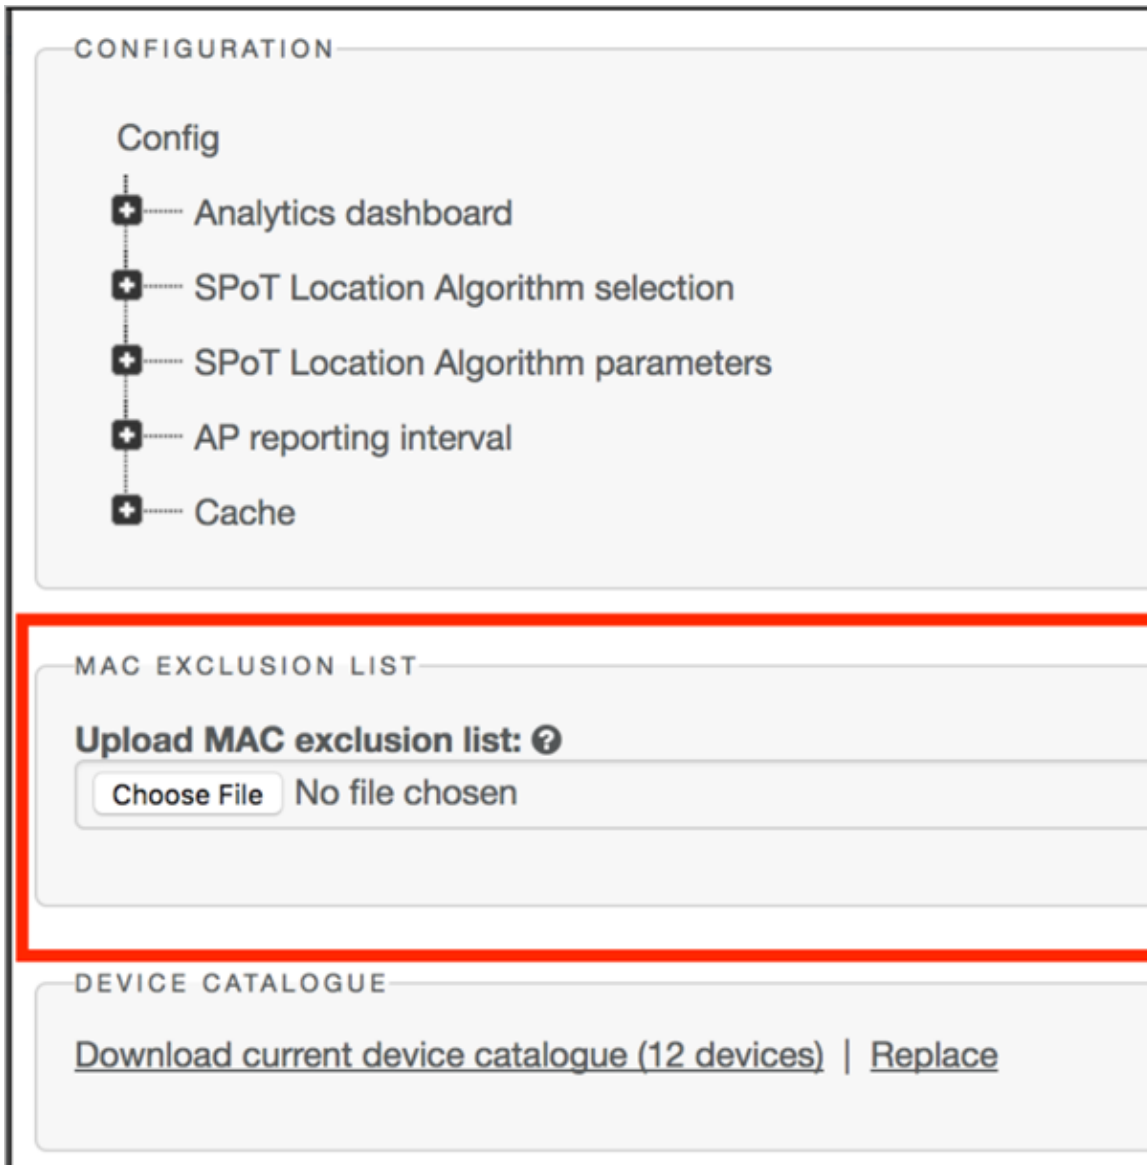 CONFIGURATION
Config
Analytics dashboard
SPoT Location Algorithm selection
SPoT Location Algorithm parameters
AP reporting interval
Cache
MAC EXCLUSION LIST
Upload MAC exclusion list: ?
Choose File No file chosen
DEVICE CATALOGUE
Download current device catalogue (12 devices) | Replace